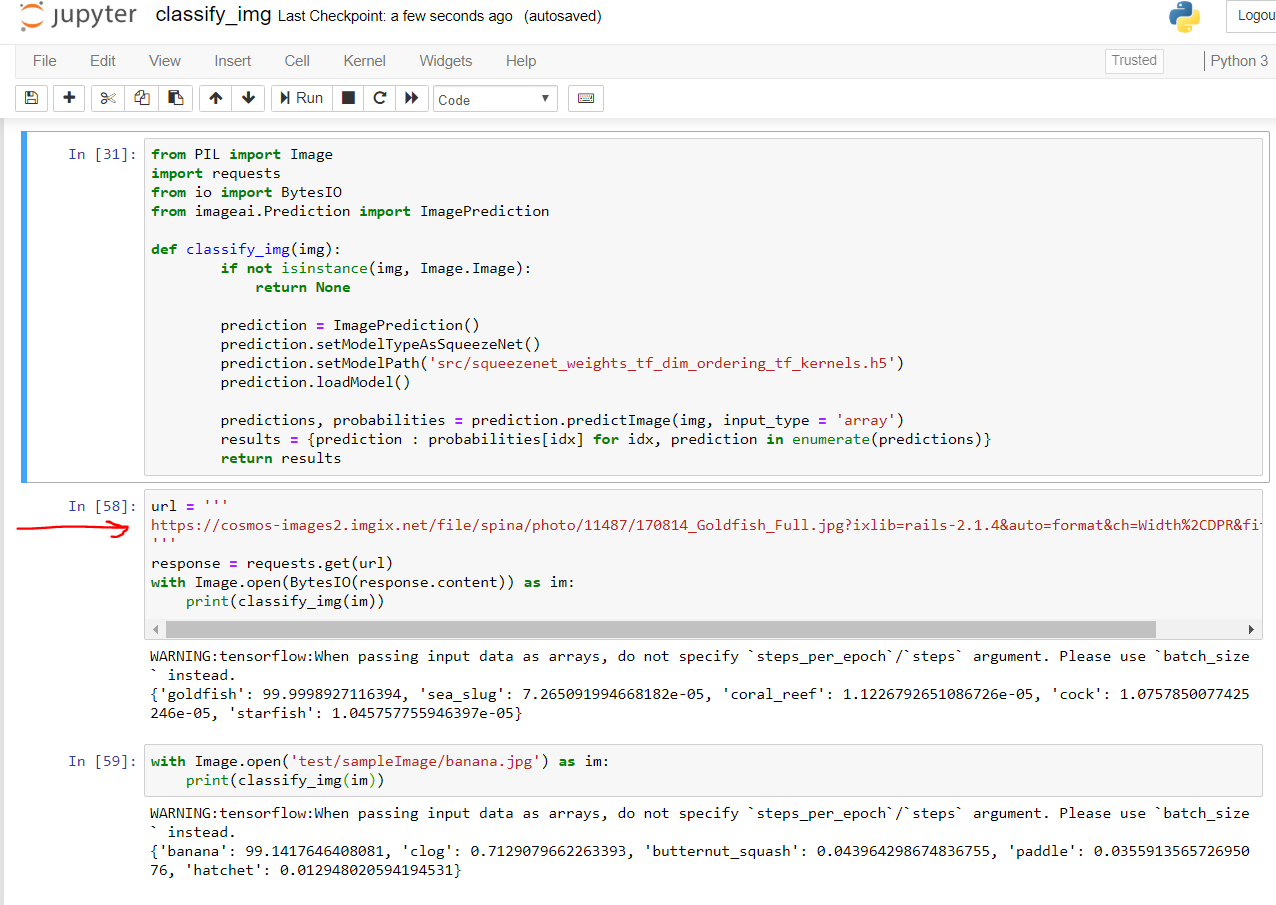 jupyter classify_img Last Checkpoint: a few seconds ago (autosaved)
Logou
File Edit View Insert Cell Kernel Widgets Help Trusted Python 3
Run Code
In [31]:
from PIL import Image
import requests
from io import BytesIO
from imageai.Prediction import ImagePrediction
def classify_img(img):
        if not isinstance(img, Image.Image):
            return None
        prediction = ImagePrediction()
        prediction.setModelTypeAsSqueezeNet()
        prediction.setModelPath('src/squeezenet_weights_tf_dim_ordering_tf_kernels.h5')
        prediction.loadModel()
        predictions, probabilities = prediction.predictImage(img, input_type = 'array')
        results = {prediction : probabilities[idx] for idx, prediction in enumerate(predictions)}
        return results
In [58]:
url = '''
https://cosmos-images2.imgix.net/file/spina/photo/11487/170814_Goldfish_Full.jpg?ixlib=rails-2.1.4&auto=format&ch=Width%2CDPR&fi
'''
response = requests.get(url)
with Image.open(BytesIO(response.content)) as im:
    print(classify_img(im))
WARNING:tensorflow:When passing input data as arrays, do not specify `steps_per_epoch`/`steps` argument. Please use `batch_size
` instead.
{'goldfish': 99.9998927116394, 'sea_slug': 7.265091994668182e-05, 'coral_reef': 1.1226792651086726e-05, 'cock': 1.0757850077425
246e-05, 'starfish': 1.045757755946397e-05}
In [59]:
with Image.open('test/sampleImage/banana.jpg') as im:
    print(classify_img(im))
WARNING:tensorflow:When passing input data as arrays, do not specify `steps_per_epoch`/`steps` argument. Please use `batch_size
` instead.
{'banana': 99.1417646408081, 'clog': 0.7129079662263393, 'butternut_squash': 0.043964298674836755, 'paddle': 0.0355913565726950
76, 'hatchet': 0.012948020594194531}